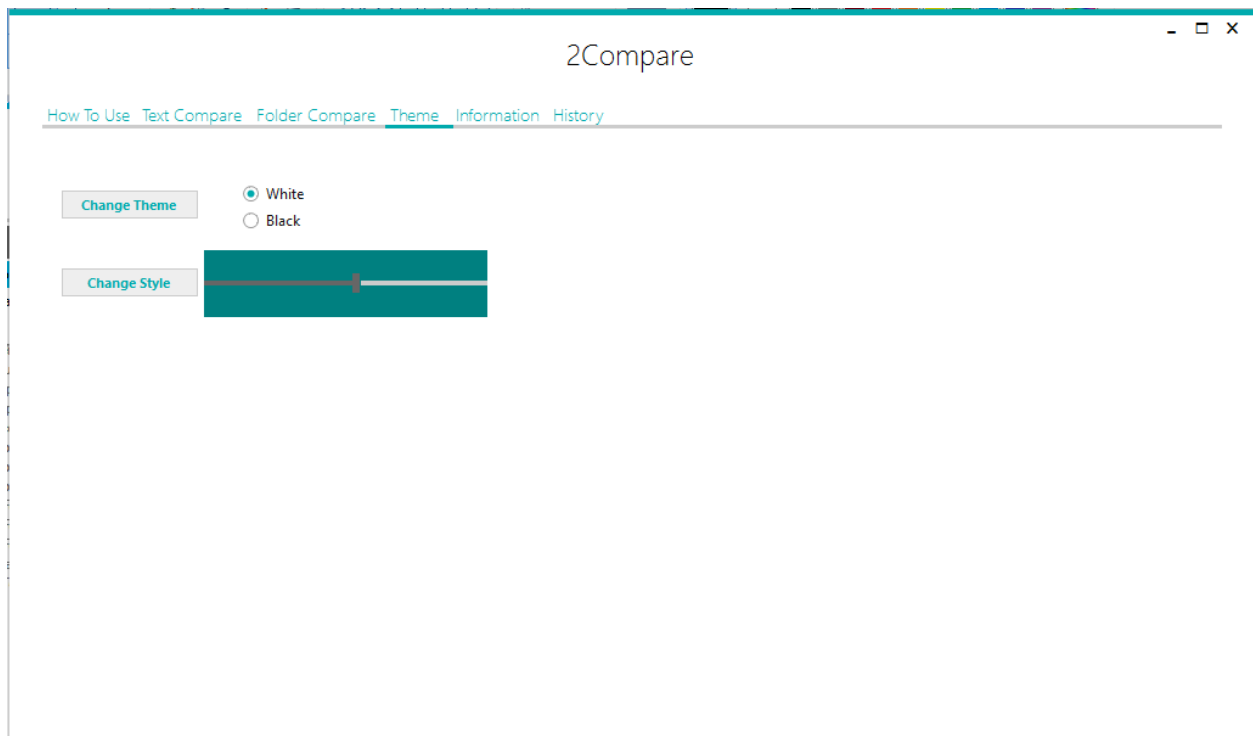 2Compare
How To Use Text Compare Folder Compare Theme Information History
Change Theme
White
Black
Change Style